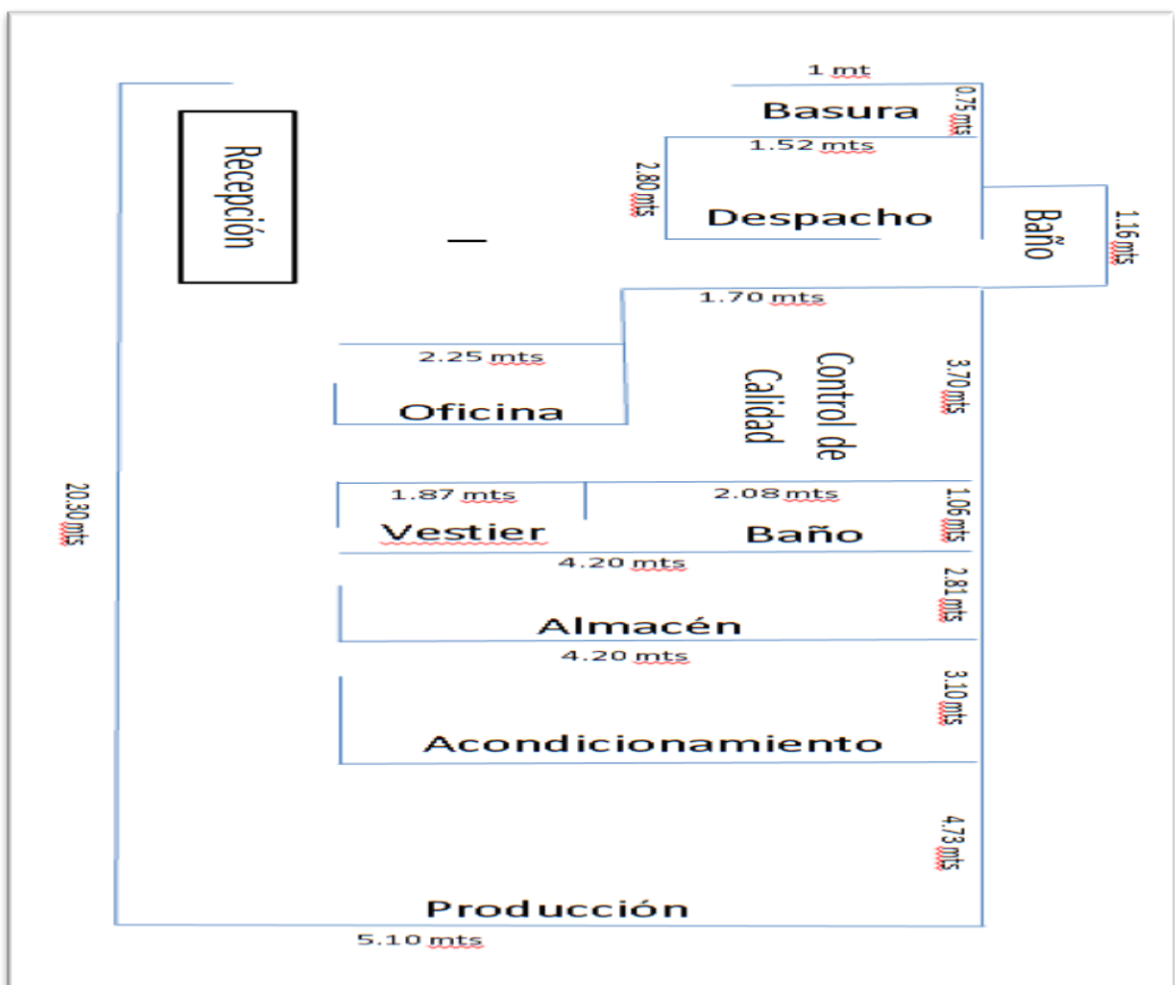 1 mt
Basura
0.75 mts
1.52 mts
Recepción
2.80 mts
Despacho
Baño
1.16 mts
1.70 mts
2.25 mts
Oficina
Control de
Calidad
3.70 mts
1.87 mts
2.08 mts
1.06 mts
Vestier
Baño
20.30 mts
4.20 mts
2.81 mts
Almacén
4.20 mts
3.10 mts
Acondicionamiento
4.73 mts
Producción
5.10 mts